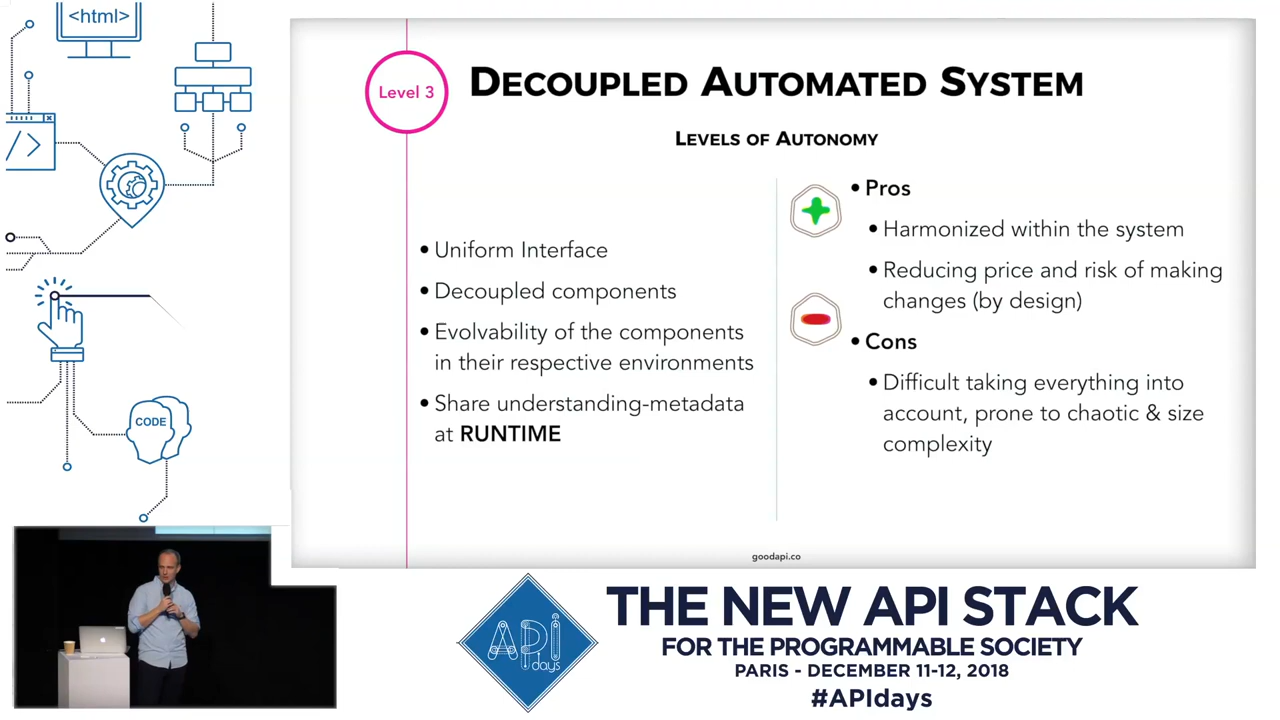 <html>
</>
CODE
Level 3
DECOUPLED AUTOMATED SYSTEM
LEVELS OF AUTONOMY
• Uniform Interface
• Decoupled components
• Evolvability of the components
in their respective environments
• Share understanding-metadata
at RUNTIME
• Pros
• Harmonized within the system
• Reducing price and risk of making
changes (by design)
• Cons
• Difficult taking everything into
account, prone to chaotic & size
complexity
goodapi.co
API
days
THE NEW API STACK
FOR THE PROGRAMMABLE SOCIETY
PARIS - DECEMBER 11-12, 2018
#APIdays